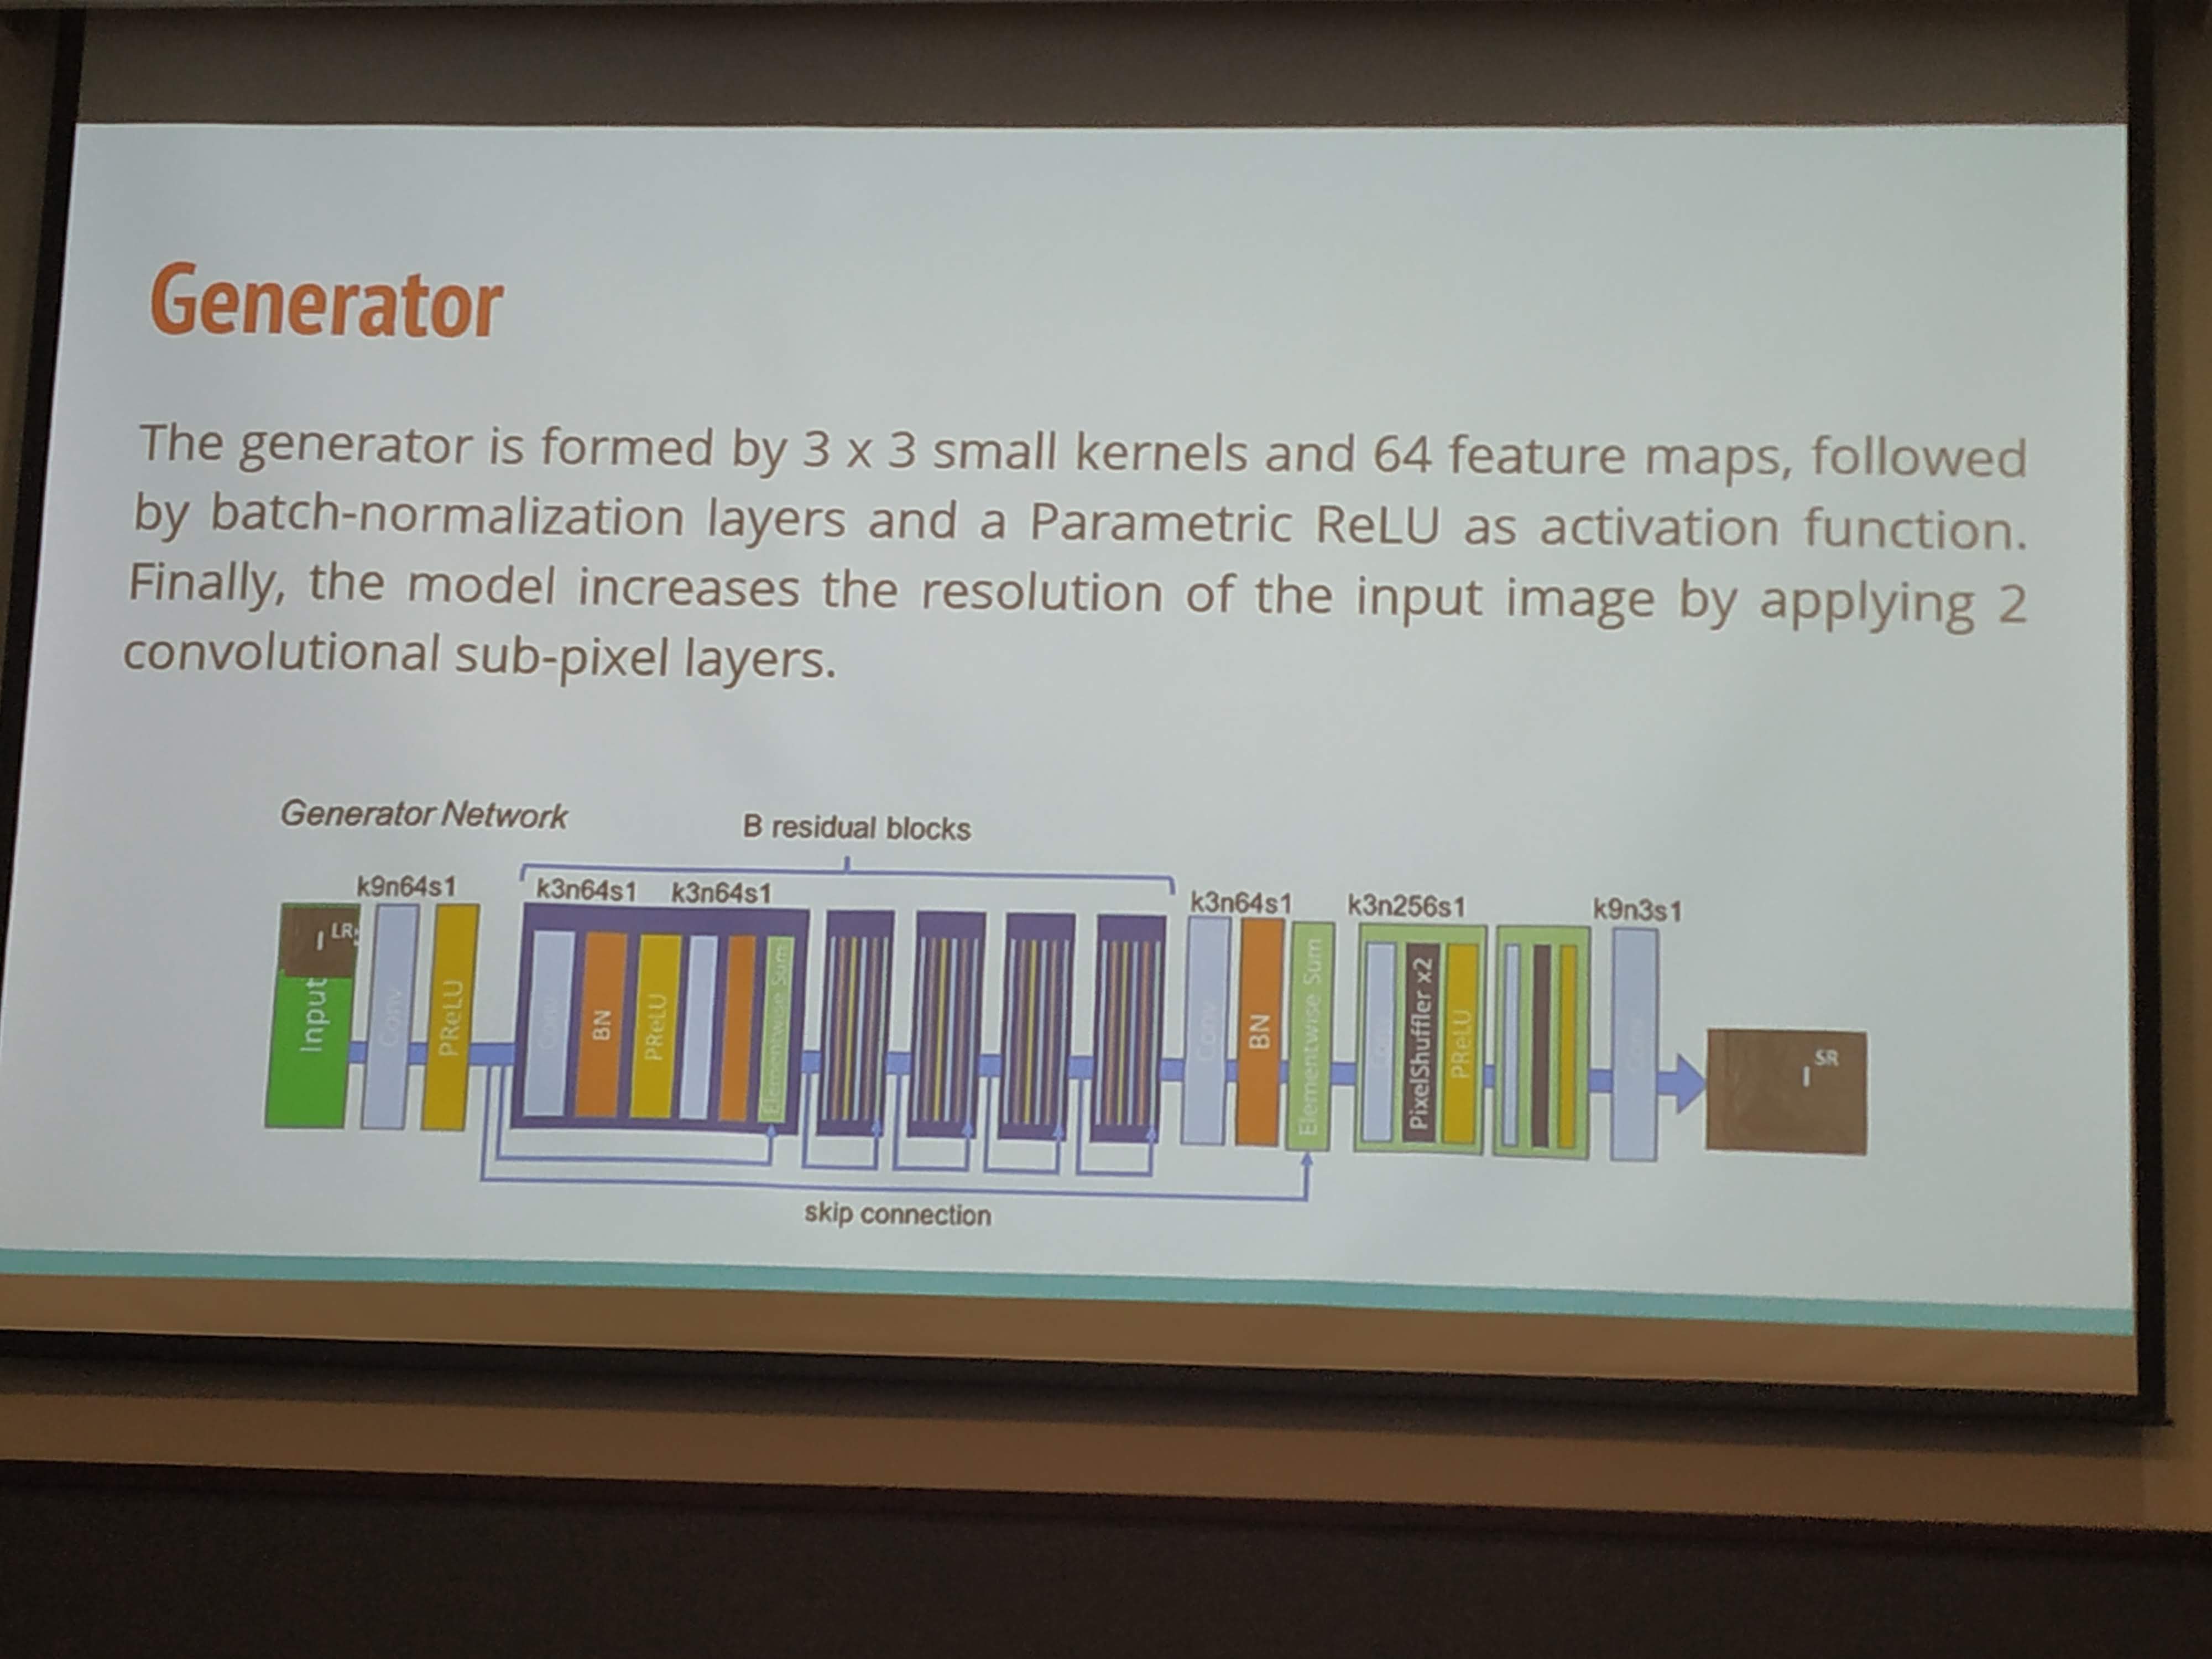 Generator
The generator is formed by 3 x 3 small kernels and 64 feature maps, followed
by batch-normalization layers and a Parametric ReLU as activation function.
Finally, the model increases the resolution of the input image by applying 2
convolutional sub-pixel layers.
Generator Network
B residual blocks
k9n64s1
k3n64s1
k3n64s1
k3n64s1
k3n256s1
k9n3s1
I LR
Input
Conv
PReLU
Conv
BN
PReLU
Elementwise Sum
Conv
BN
Elementwise Sum
Conv
PixelShuffler x2
PReLU
I SR
skip connection